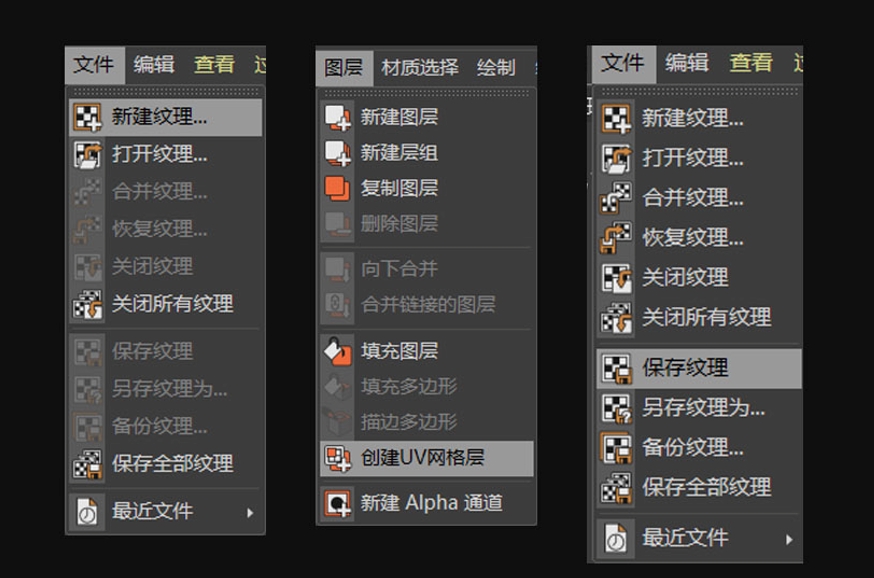 文件 编辑 查看
新建纹理...
打开纹理...
合并纹理...
恢复纹理...
关闭纹理
关闭所有纹理
保存纹理
另存纹理为...
备份纹理...
保存全部纹理
最近文件
图层 材质选择 绘制
新建图层
新建层组
复制图层
删除图层
向下合并
合并链接的图层
填充图层
填充多边形
描边多边形
创建UV网格层
新建 Alpha 通道
文件 编辑 查看
新建纹理...
打开纹理...
合并纹理...
恢复纹理...
关闭纹理
关闭所有纹理
保存纹理
另存纹理为...
备份纹理...
保存全部纹理
最近文件